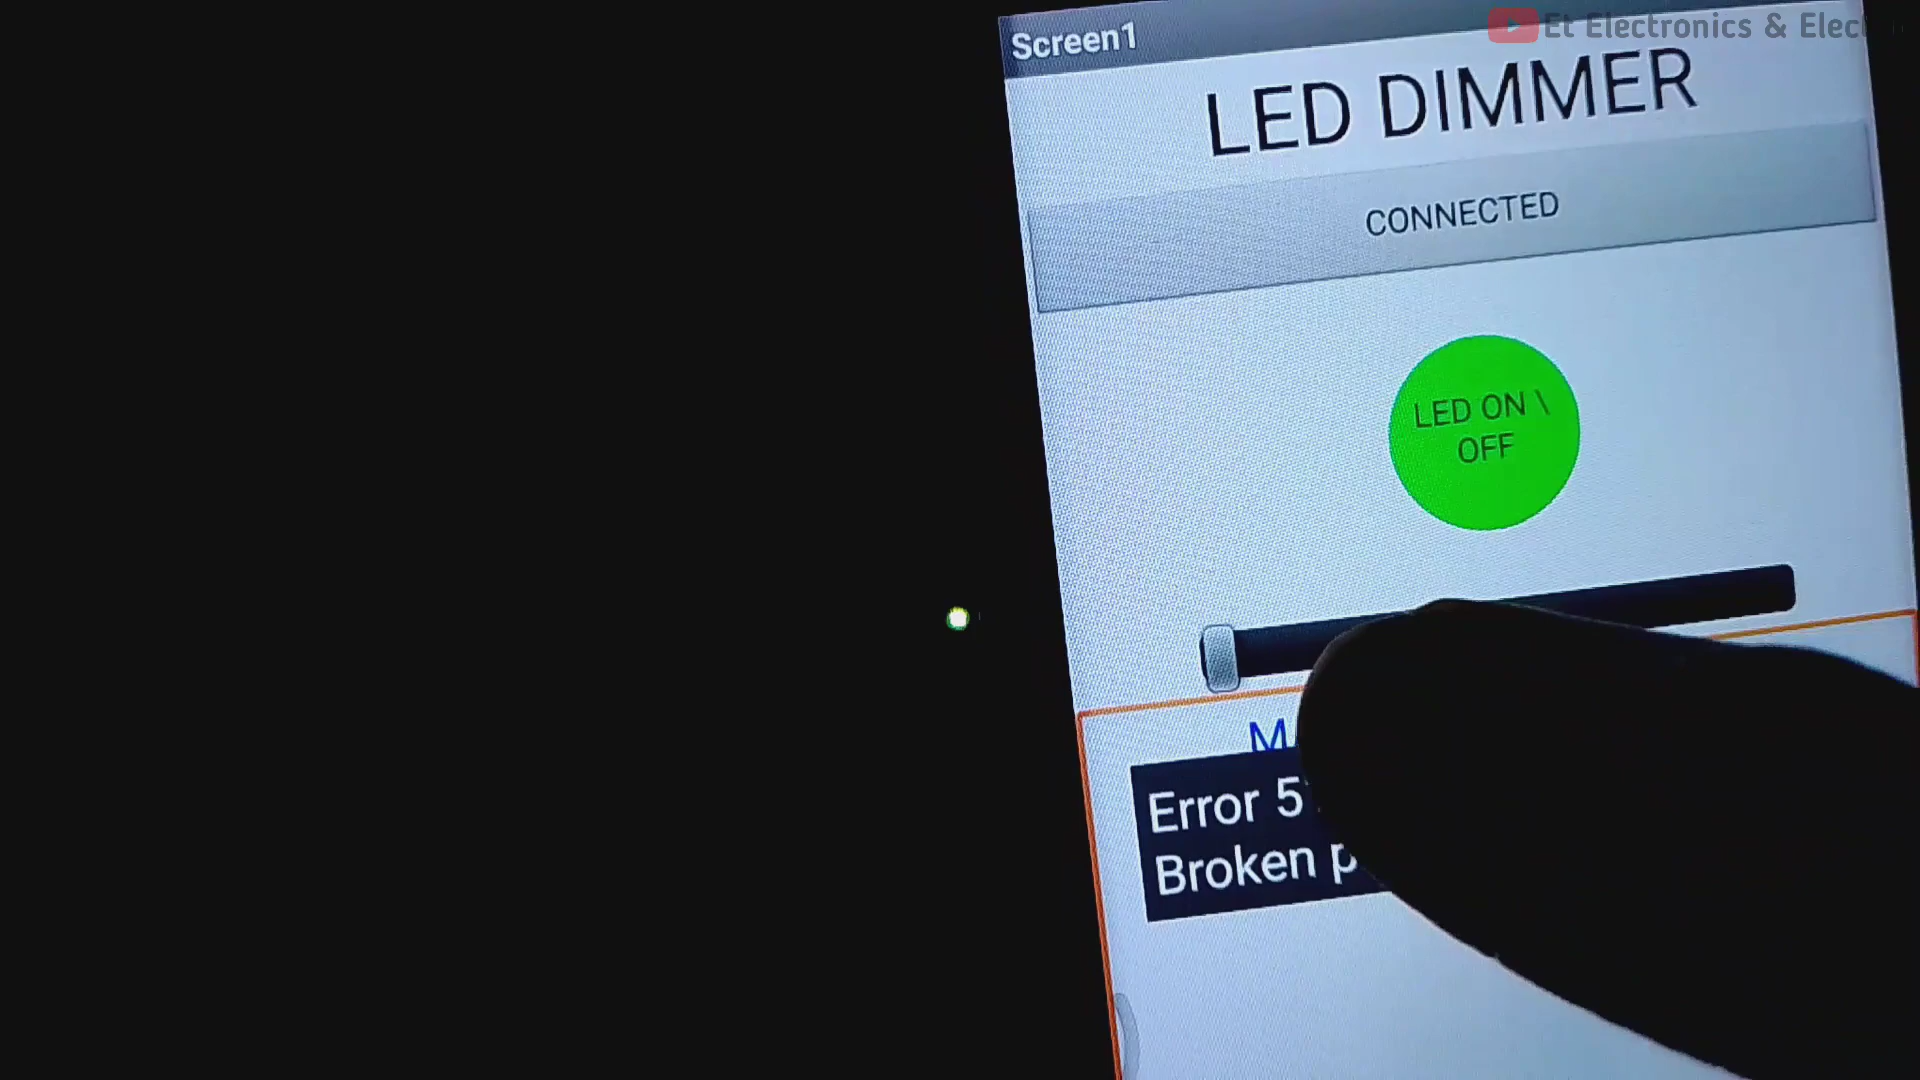 Screen1
Et Electronics & Elec
LED DIMMER
CONNECTED
LED ON \
OFF
M
Error 5
Broken p